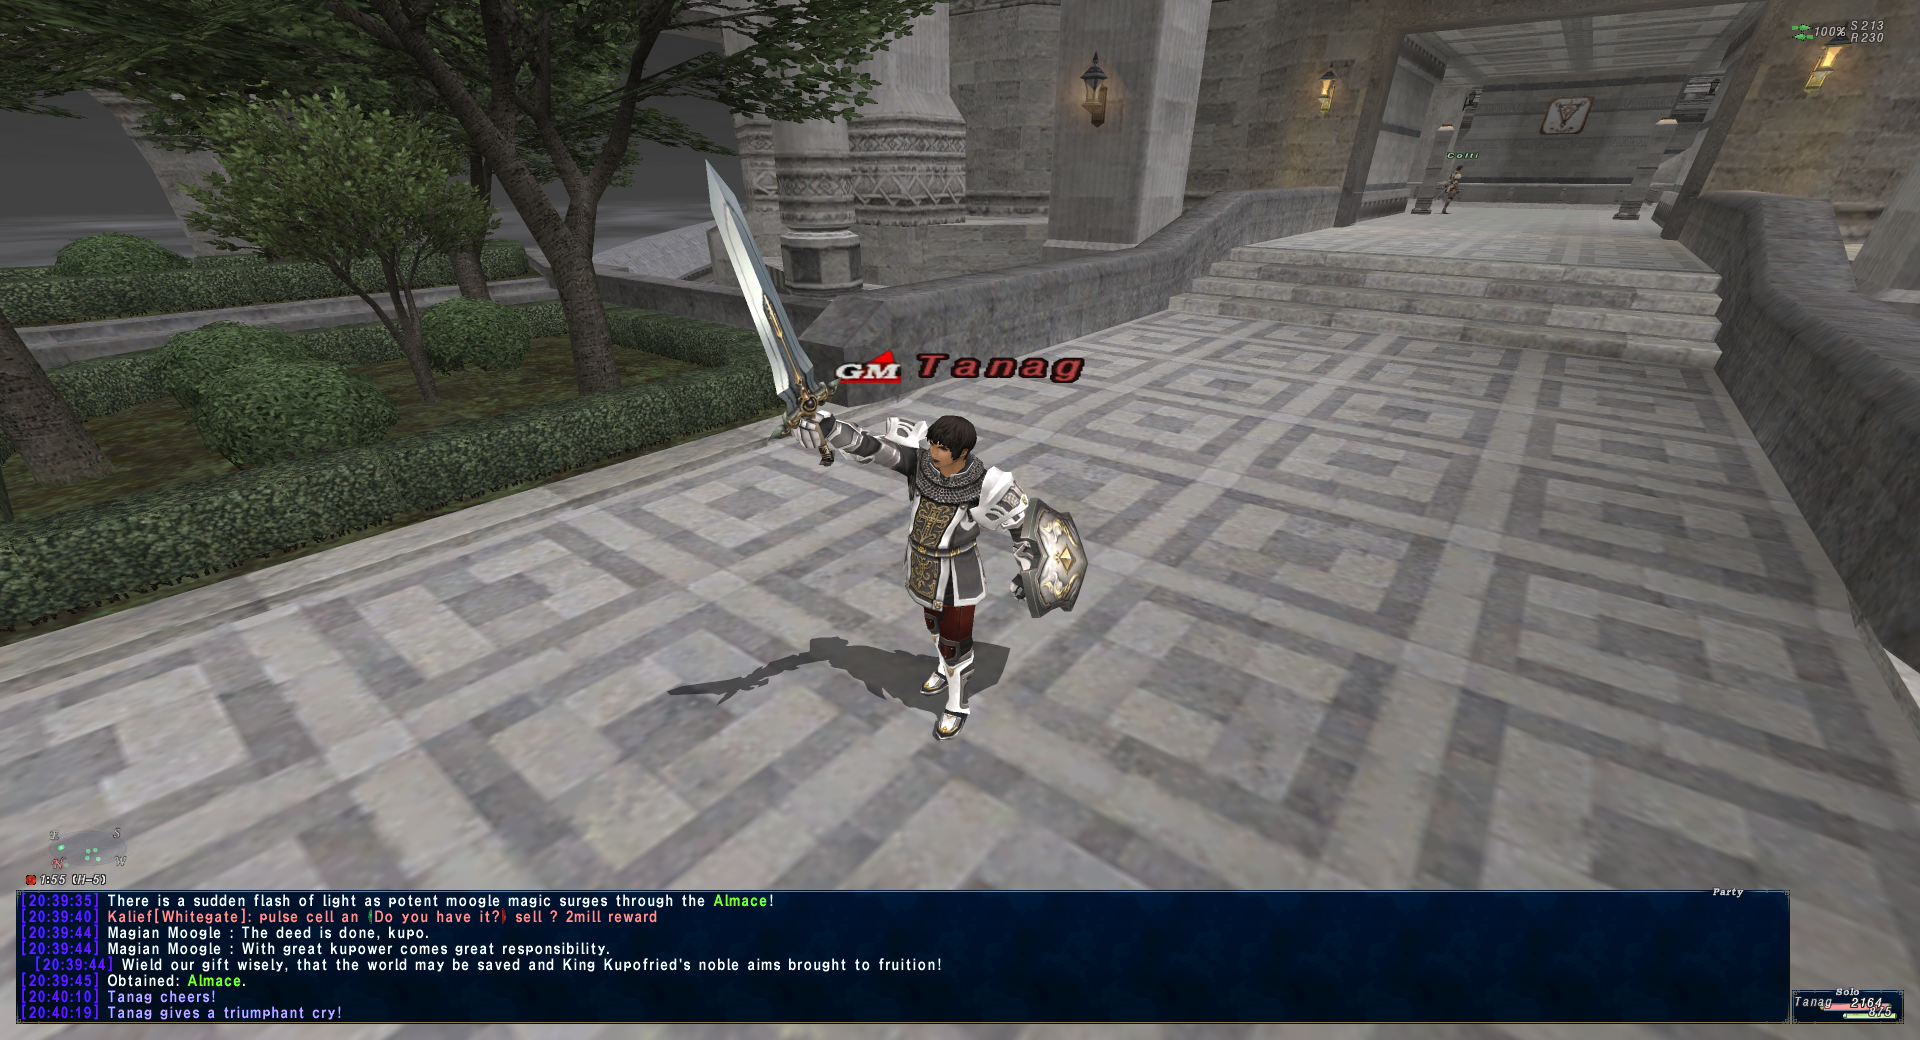 100% S 213
R 230
Colti
GM Tanag
S
N W
1:55 (H-5)
Party
[20:39:35] There is a sudden flash of light as potent moogle magic surges through the Almace!
[20:39:40] Kalief[Whitegate]: pulse cell an (Do you have it?) sell ? 2mill reward
[20:39:44] Magian Moogle : The deed is done, kupo.
[20:39:44] Magian Moogle : With great kupower comes great responsibility.
[20:39:44] Wield our gift wisely, that the world may be saved and King Kupofried's noble aims brought to fruition!
[20:39:45] Obtained: Almace.
[20:40:10] Tanag cheers!
[20:40:19] Tanag gives a triumphant cry!
Solo
Tanag 2164
875